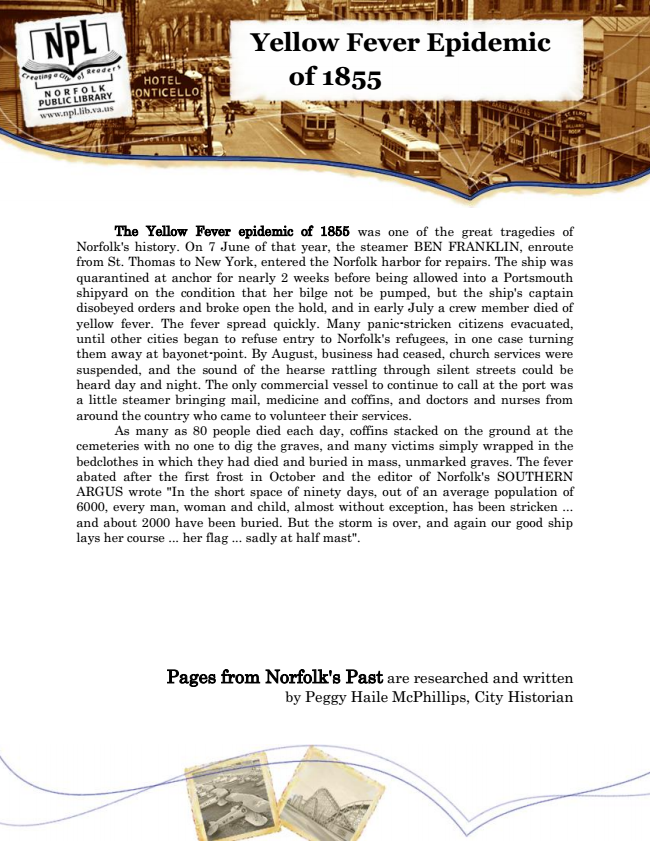 NPL
Creating a City of Readers
NORFOLK
PUBLIC LIBRARY
www.npl.lib.va.us
HOTEL
MONTICELLO
Yellow Fever Epidemic
of 1855
The Yellow Fever epidemic of 1855 was one of the great tragedies of
Norfolk's history. On 7 June of that year, the steamer BEN FRANKLIN, enroute
from St. Thomas to New York, entered the Norfolk harbor for repairs. The ship was
quarantined at anchor for nearly 2 weeks before being allowed into a Portsmouth
shipyard on the condition that her bilge not be pumped, but the ship's captain
disobeyed orders and broke open the hold, and in early July a crew member died of
yellow fever. The fever spread quickly. Many panic-stricken citizens evacuated,
until other cities began to refuse entry to Norfolk's refugees, in one case turning
them away at bayonet-point. By August, business had ceased, church services were
suspended, and the sound of the hearse rattling through silent streets could be
heard day and night. The only commercial vessel to continue to call at the port was
a little steamer bringing mail, medicine and coffins, and doctors and nurses from
around the country who came to volunteer their services.
As many as 80 people died each day, coffins stacked on the ground at the
cemeteries with no one to dig the graves, and many victims simply wrapped in the
bedclothes in which they had died and buried in mass, unmarked graves. The fever
abated after the first frost in October and the editor of Norfolk's SOUTHERN
ARGUS wrote "In the short space of ninety days, out of an average population of
6000, every man, woman and child, almost without exception, has been stricken ...
and about 2000 have been buried. But the storm is over, and again our good ship
lays her course ... her flag ... sadly at half mast".
Pages from Norfolk's Past are researched and written
by Peggy Haile McPhillips, City Historian